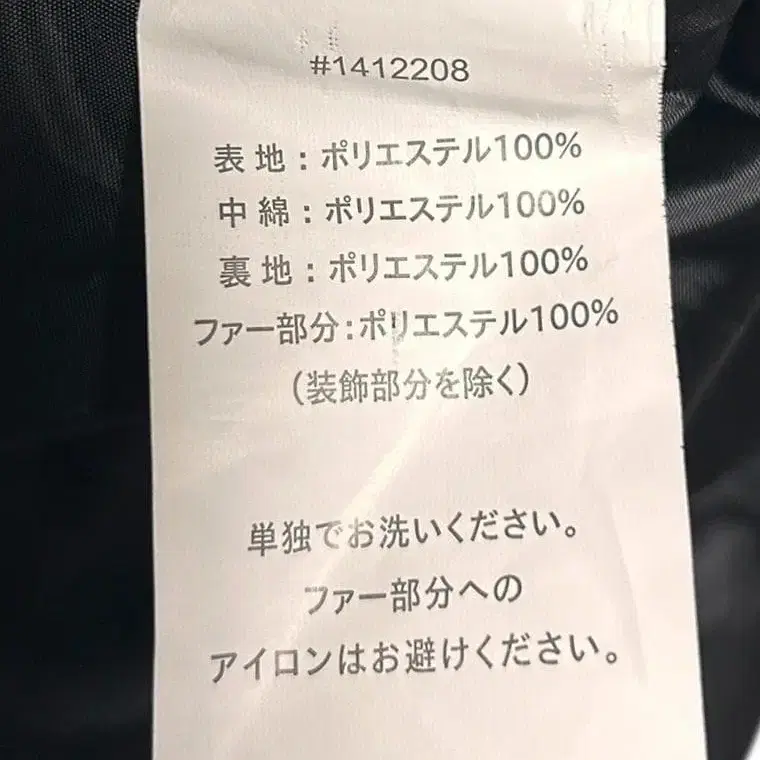 #1412208
表地：ポリエステル100%
中綿：ポリエステル100%
裏地：ポリエステル100%
ファー部分：ポリエステル100%
（装飾部分を除く）
単独でお洗いください。
ファー部分への
アイロンはお避けください。